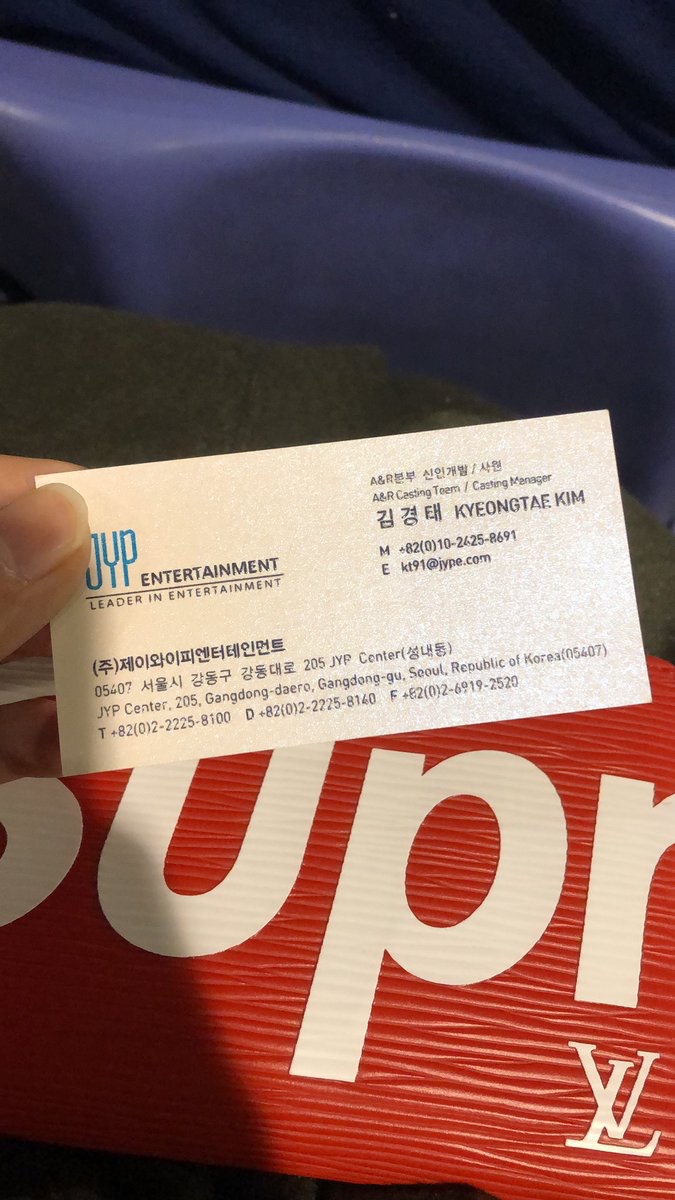 JYP ENTERTAINMENT
LEADER IN ENTERTAINMENT
A&R본부 신인개발 / 사원
A&R Casting Team / Casting Manager
김경태 KYEONGTAE KIM
M +82(0)10-2425-8691
E kt91@jype.com
(주)제이와이피엔터테인먼트
05407 서울시 강동구 강동대로 205 JYP Center(성내동)
JYP Center, 205, Gangdong-daero, Gangdong-gu, Seoul, Republic of Korea(05407)
T +82(0)2-2225-8100 D +82(0)2-2225-8140 F +82(0)2-6919-2520
Supr
LV